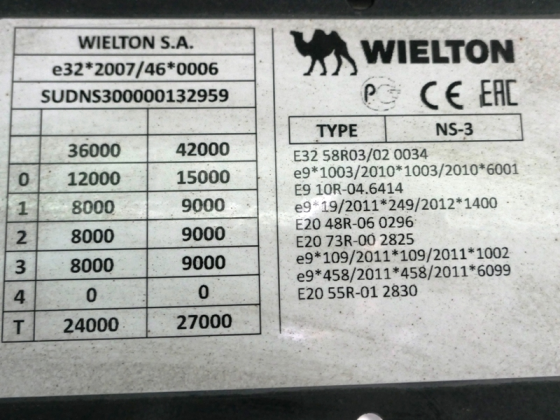 WIELTON S.A.
e32*2007/46*0006
SUDNS300000132959
36000 42000
0 12000 15000
1 8000 9000
2 8000 9000
3 8000 9000
4 0 0
T 24000 27000
WIELTON
CE EAC
TYPE NS-3
E32 58R03/02 0034
e9*1003/2010*1003/2010*6001
E9 10R-04.6414
e9*19/2011*249/2012*1400
E20 48R-06 0296
E20 73R-00 2825
e9*109/2011*109/2011*1002
e9*458/2011*458/2011*6099
E20 55R-01 2830